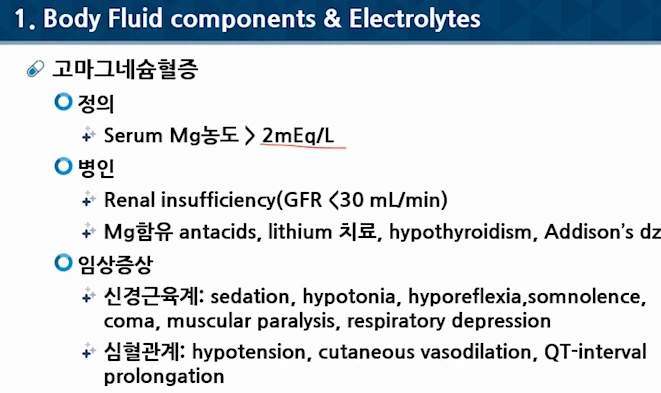 1. Body Fluid components & Electrolytes
고마그네슘혈증
정의
Serum Mg농도 > 2mEq/L
병인
Renal insufficiency(GFR <30 mL/min)
Mg함유 antacids, lithium 치료, hypothyroidism, Addison's dz
임상증상
신경근육계: sedation, hypotonia, hyporeflexia,somnolence,
coma, muscular paralysis, respiratory depression
심혈관계: hypotension, cutaneous vasodilation, QT-interval
prolongation